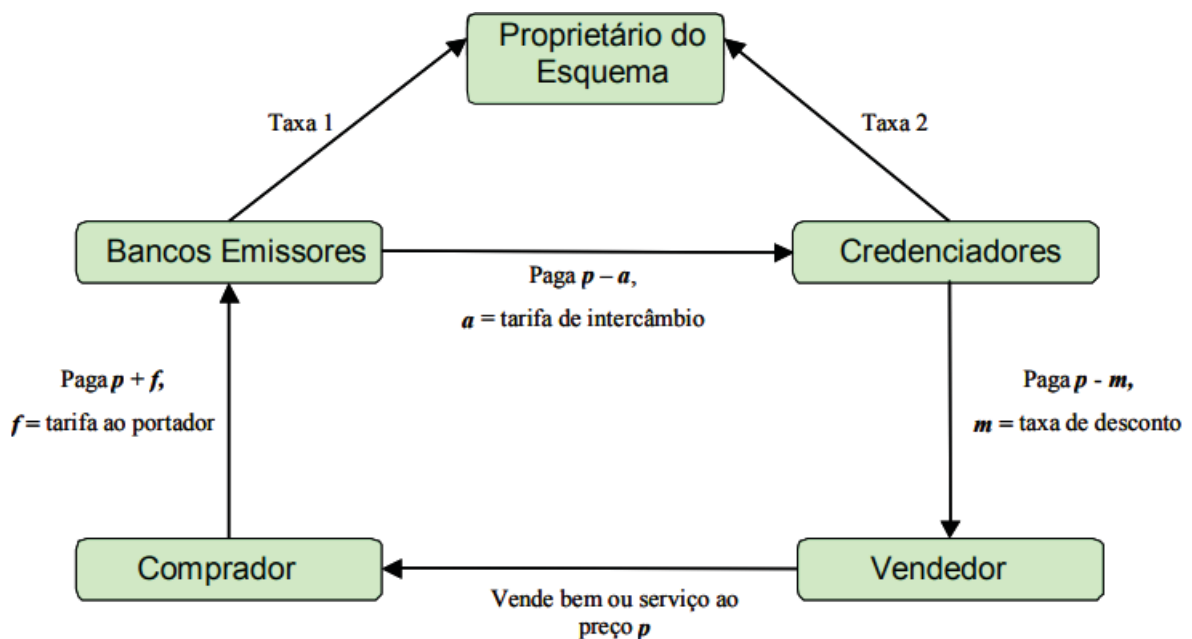 Proprietário do
Esquema
Taxa 1
Taxa 2
Bancos Emissores
Credenciadores
Paga p – a,
a = tarifa de intercâmbio
Paga p + f,
f = tarifa ao portador
Paga p - m,
m = taxa de desconto
Comprador
Vendedor
Vende bem ou serviço ao
preço p